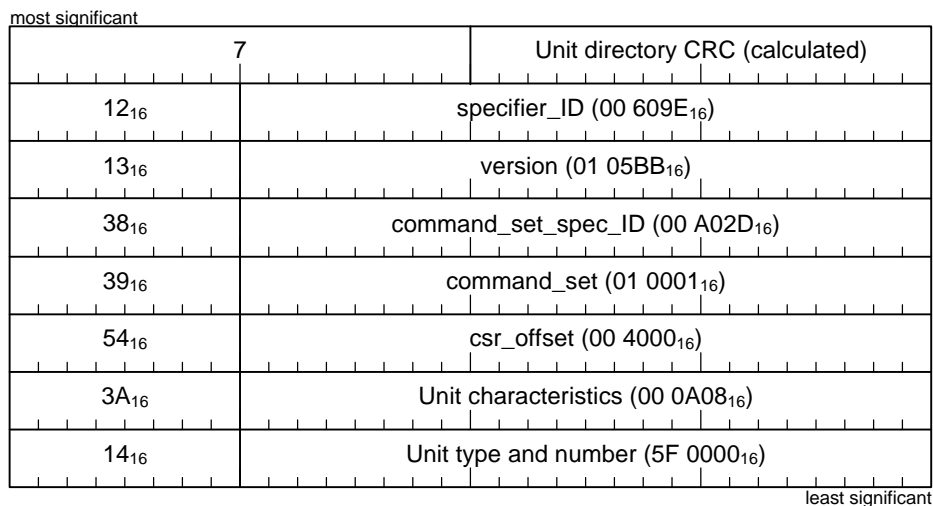 most significant
7 Unit directory CRC (calculated)
12₁₆ specifier_ID (00 609E₁₆)
13₁₆ version (01 05BB₁₆)
38₁₆ command_set_spec_ID (00 A02D₁₆)
39₁₆ command_set (01 0001₁₆)
54₁₆ csr_offset (00 4000₁₆)
3A₁₆ Unit characteristics (00 0A08₁₆)
14₁₆ Unit type and number (5F 0000₁₆)
least significant